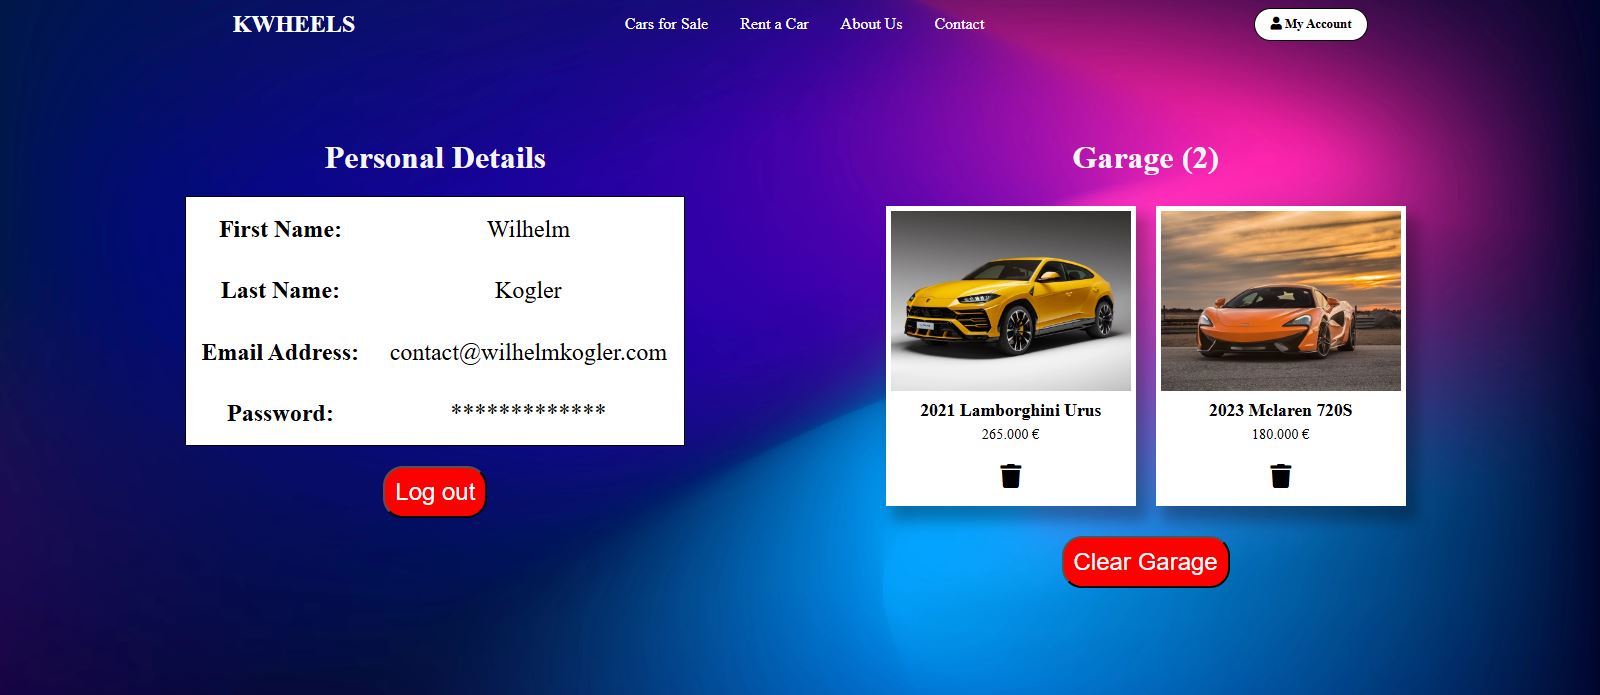 KWHEELS
Cars for Sale
Rent a Car
About Us
Contact
My Account
Personal Details
First Name: Wilhelm
Last Name: Kogler
Email Address: contact@wilhelmkogler.com
Password: *************
Log out
Garage (2)
2021 Lamborghini Urus
265.000 €
2023 Mclaren 720S
180.000 €
Clear Garage